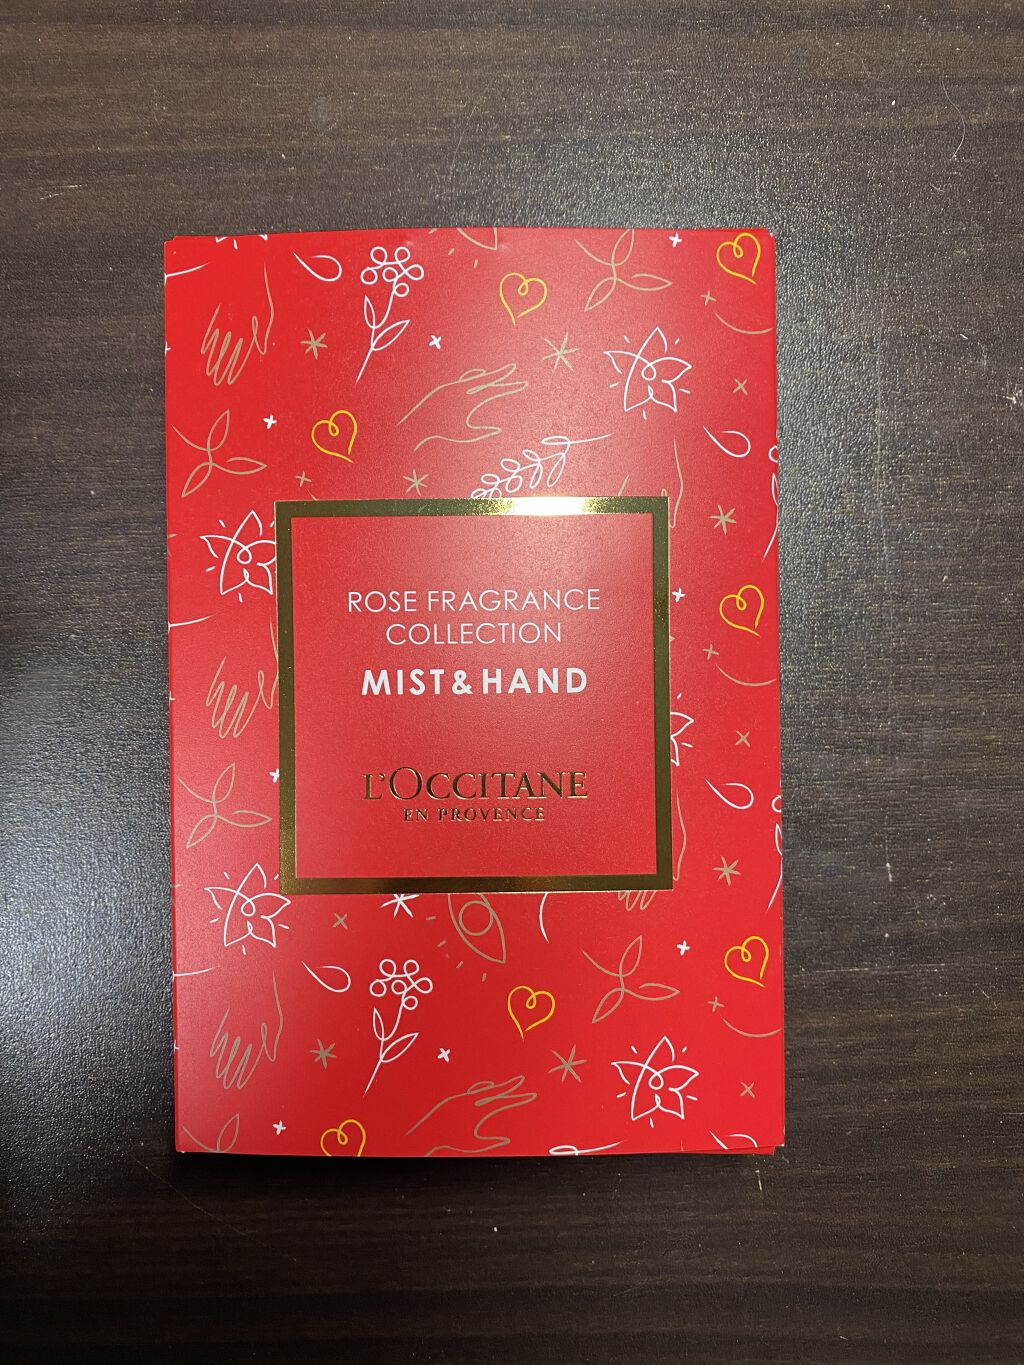 ROSE FRAGRANCE
COLLECTION
MIST & HAND
L'OCCITANE
EN PROVENCE